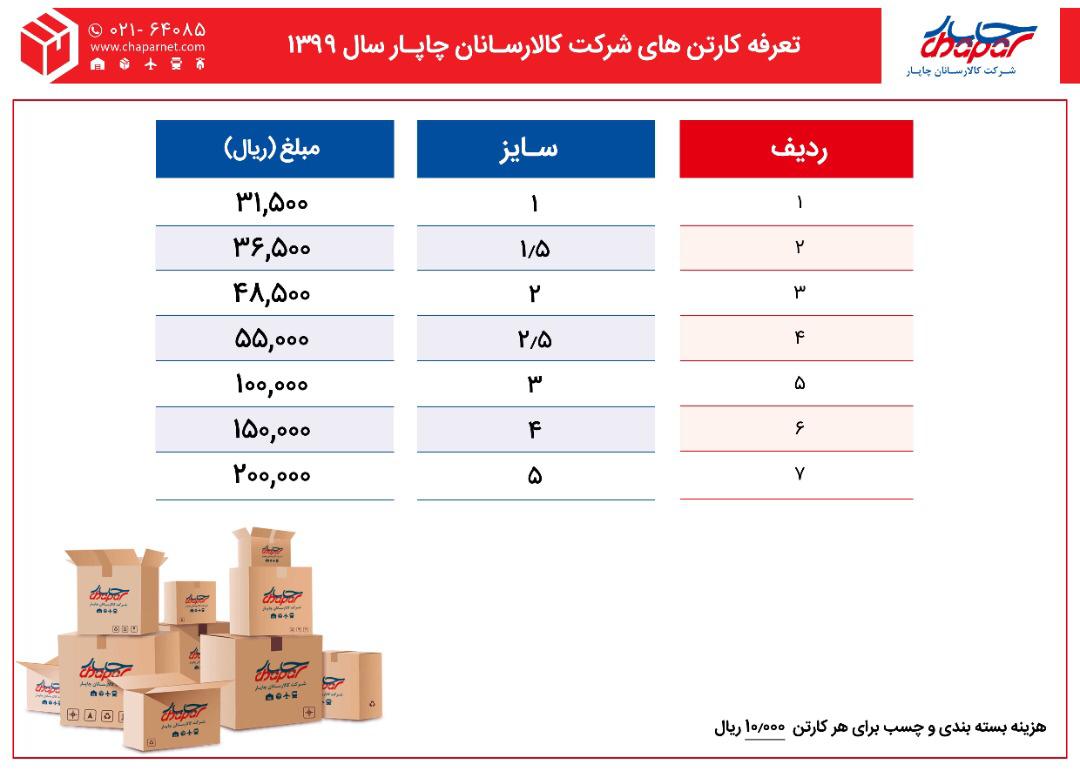 چاپار
chapar
شرکت کالارسـانان چاپـار
تعرفه کارتن های شرکت کالارسـانان چاپـار سال ۱۳۹۹
۰۲۱- ۶۴۰۸۵
www.chaparnet.com
ردیف سـایز مبلغ (ریال)
۱ ۱ ۳۱,۵۰۰
۲ ۱/۵ ۳۶,۵۰۰
۳ ۲ ۴۸,۵۰۰
۴ ۲/۵ ۵۵,۰۰۰
۵ ۳ ۱۰۰,۰۰۰
۶ ۴ ۱۵۰,۰۰۰
۷ ۵ ۲۰۰,۰۰۰
هزینه بسته بندی و چسب برای هر کارتن ۱۰/۰۰۰ ریال